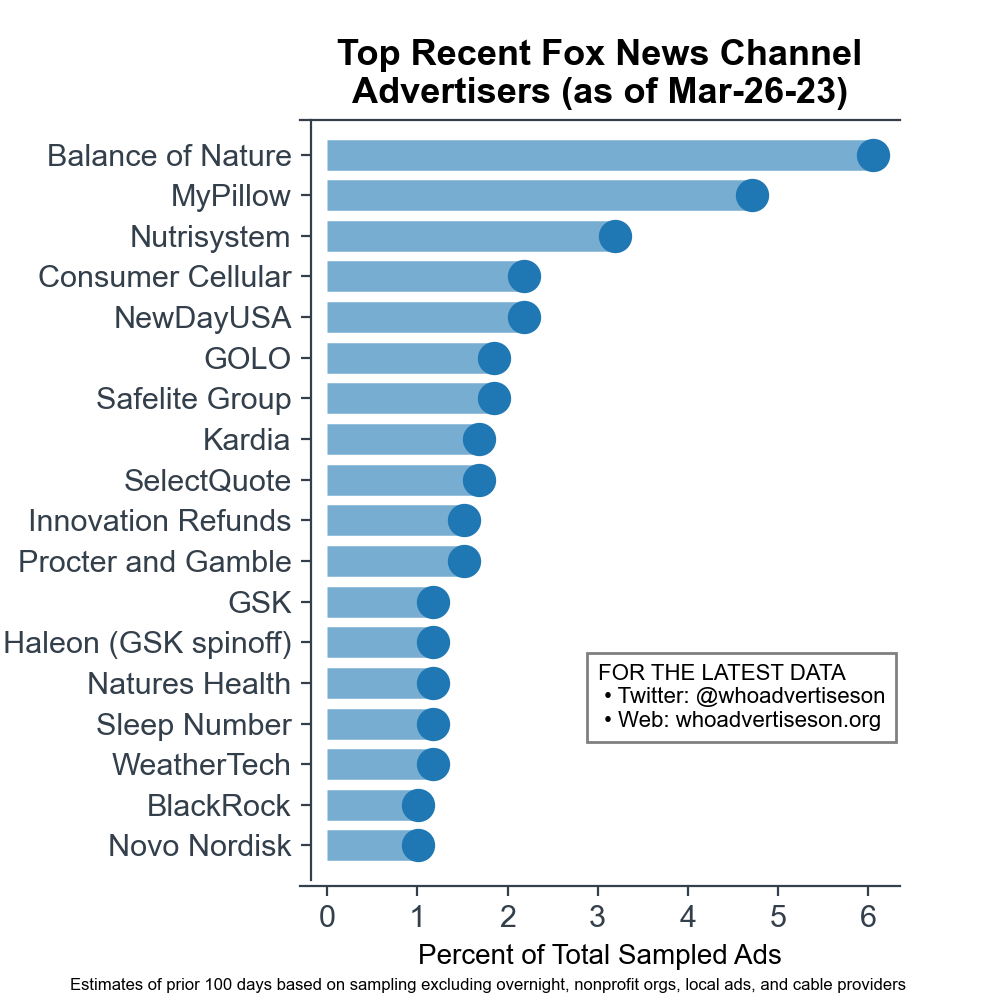 Top Recent Fox News Channel
Advertisers (as of Mar-26-23)
Balance of Nature
MyPillow
Nutrisystem
Consumer Cellular
NewDayUSA
GOLO
Safelite Group
Kardia
SelectQuote
Innovation Refunds
Procter and Gamble
GSK
Haleon (GSK spinoff)
Natures Health
Sleep Number
WeatherTech
BlackRock
Novo Nordisk
FOR THE LATEST DATA
• Twitter: @whoadvertiseson
• Web: whoadvertiseson.org
0 1 2 3 4 5 6
Percent of Total Sampled Ads
Estimates of prior 100 days based on sampling excluding overnight, nonprofit orgs, local ads, and cable providers